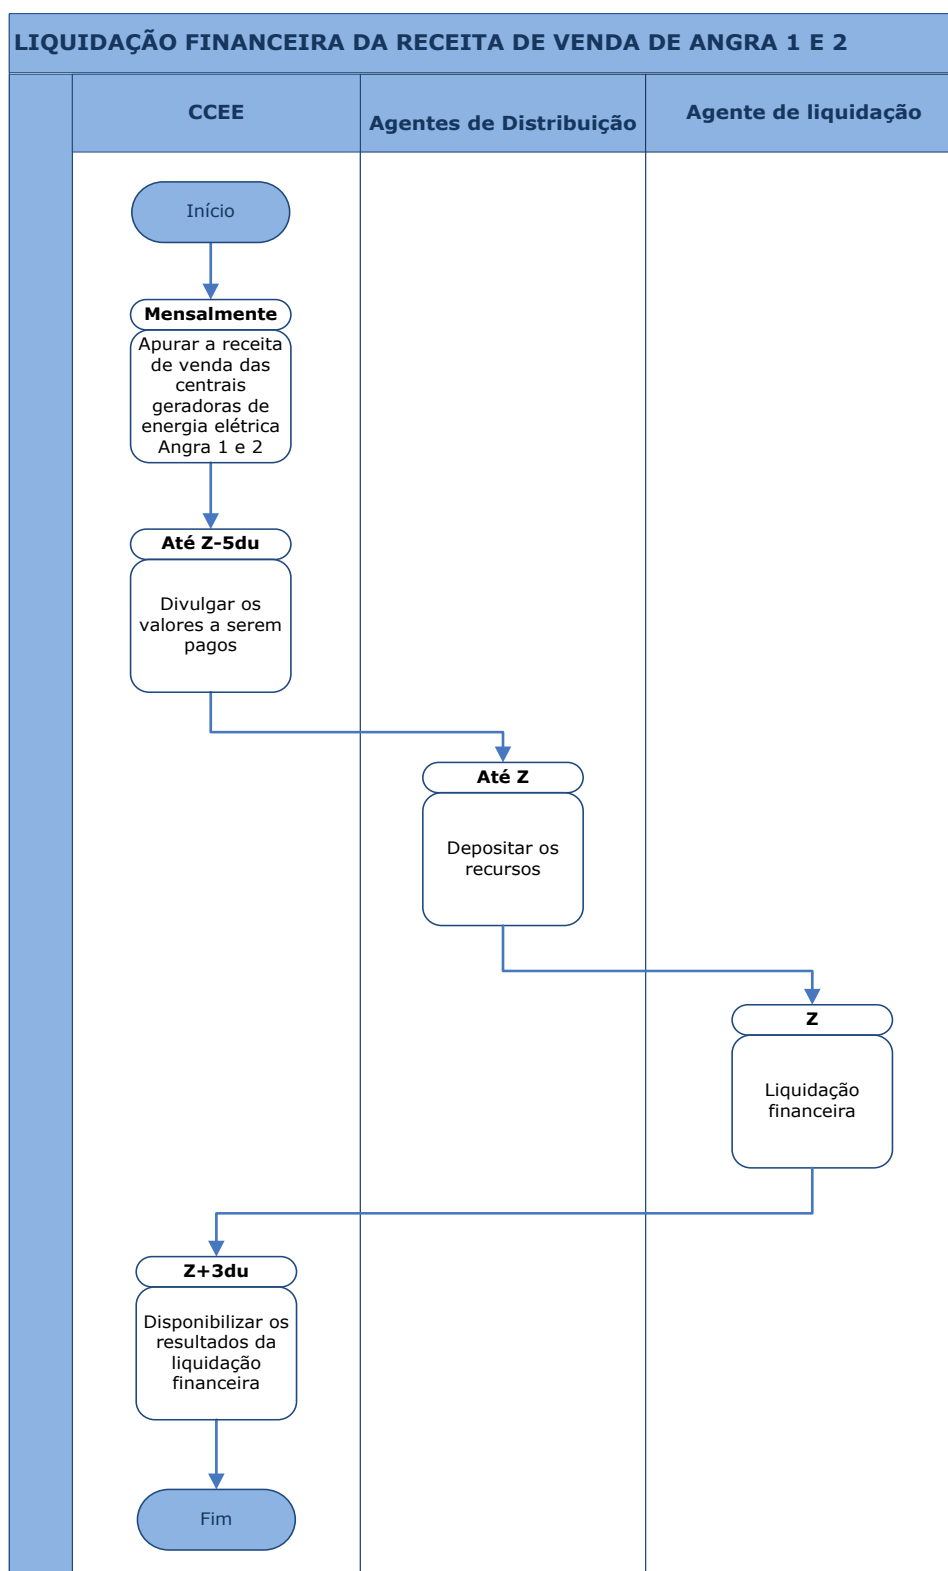 LIQUIDAÇÃO FINANCEIRA DA RECEITA DE VENDA DE ANGRA 1 E 2
CCEE
Agentes de Distribuição
Agente de liquidação
Início
Mensalmente
Apurar a receita
de venda das
centrais
geradoras de
energia elétrica
Angra 1 e 2
Até Z-5du
Divulgar os
valores a serem
pagos
Até Z
Depositar os
recursos
Z
Liquidação
financeira
Z+3du
Disponibilizar os
resultados da
liquidação
financeira
Fim